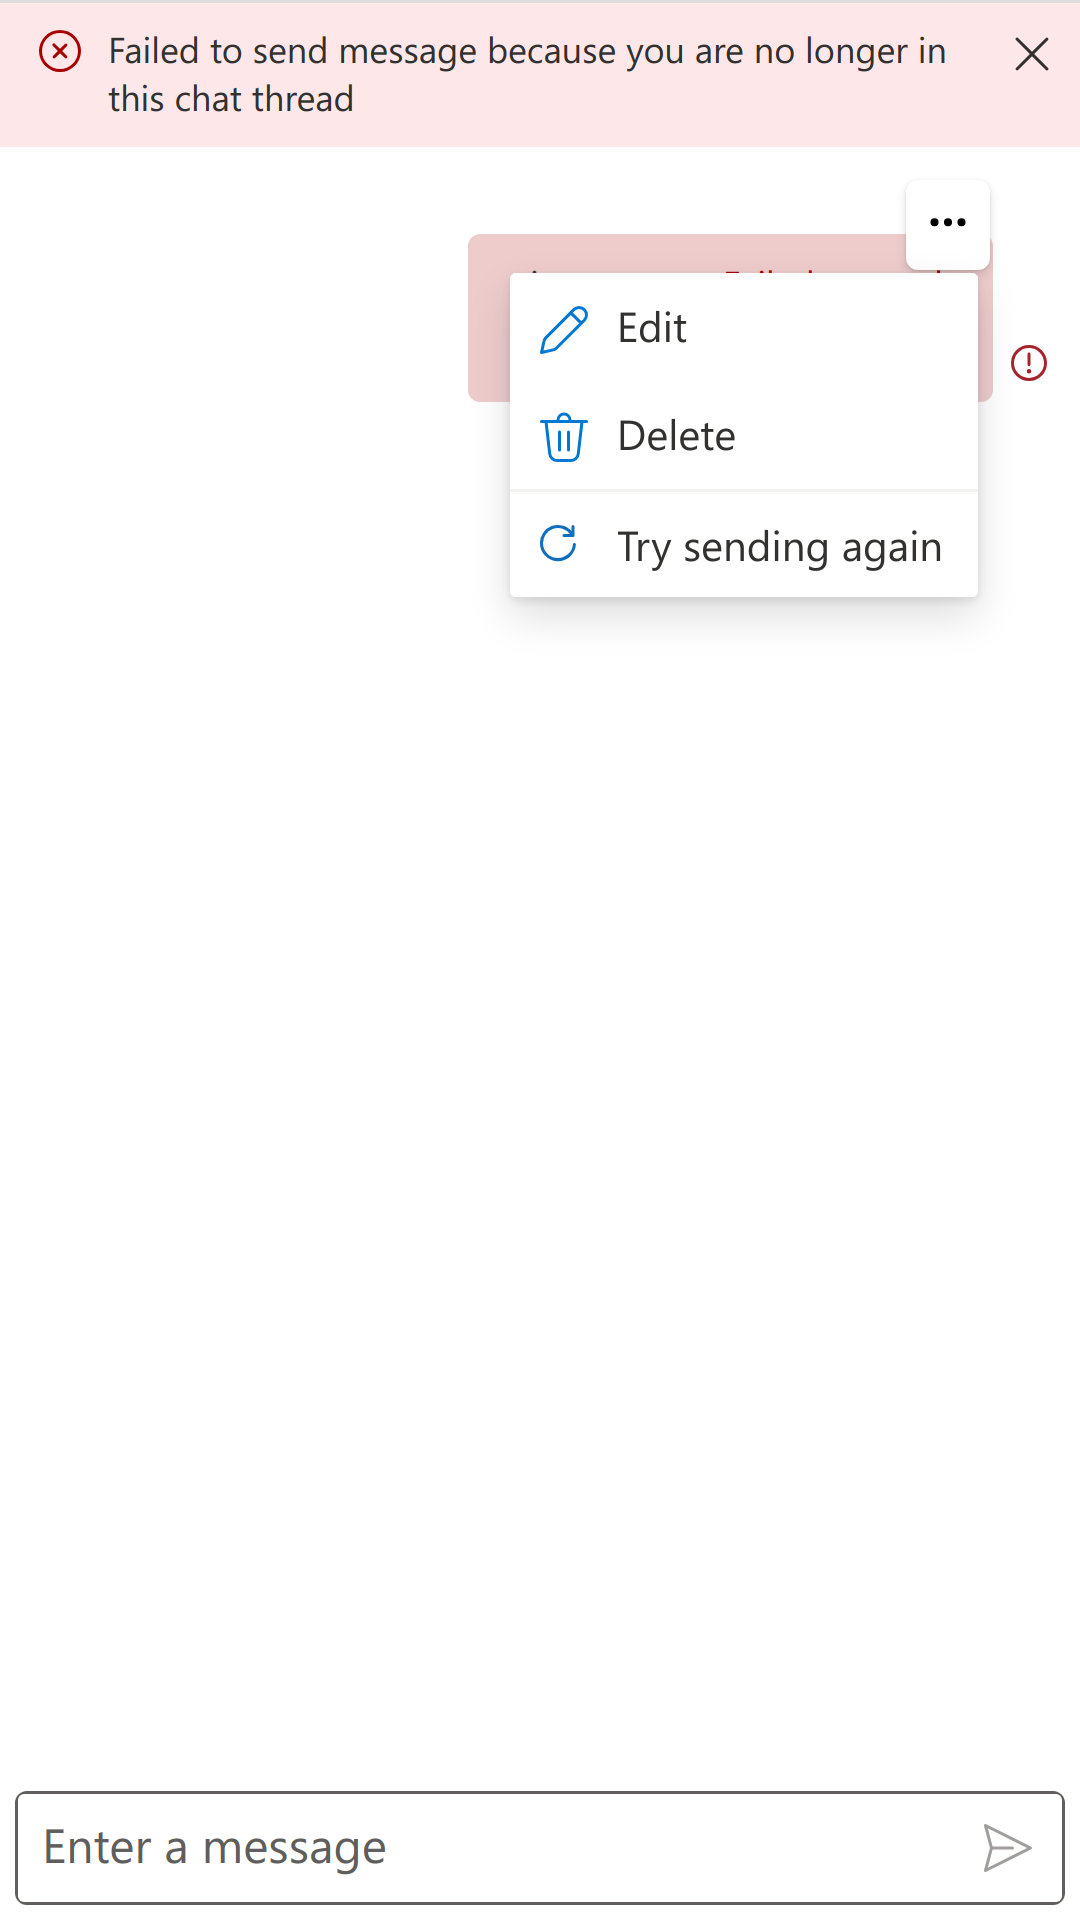 Failed to send message because you are no longer in
this chat thread
Edit
Delete
Try sending again
Enter a message